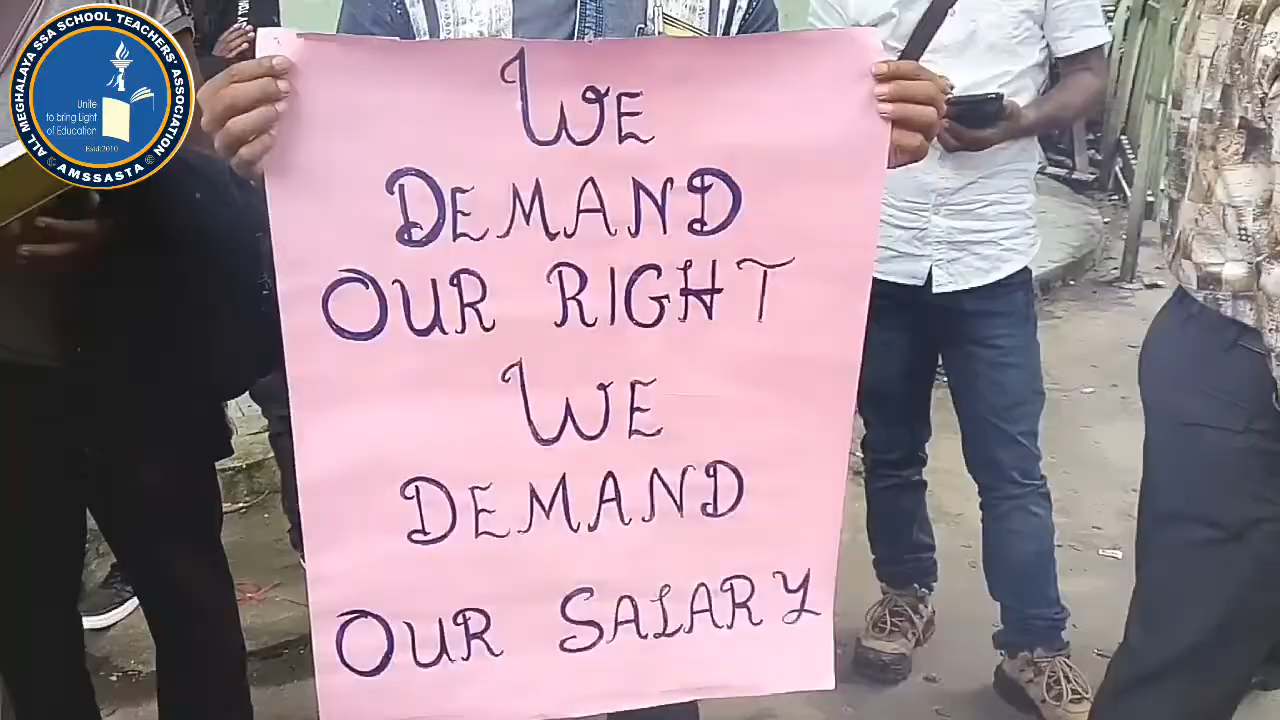 ALL MEGHALAYA SSA SCHOOL TEACHERS' ASSOCIATION
Unite
to bring Light
of Education
Estd:2010
© AMSSASTA ©
WE
DEMAND
OUR RIGHT
WE
DEMAND
OUR SALARY